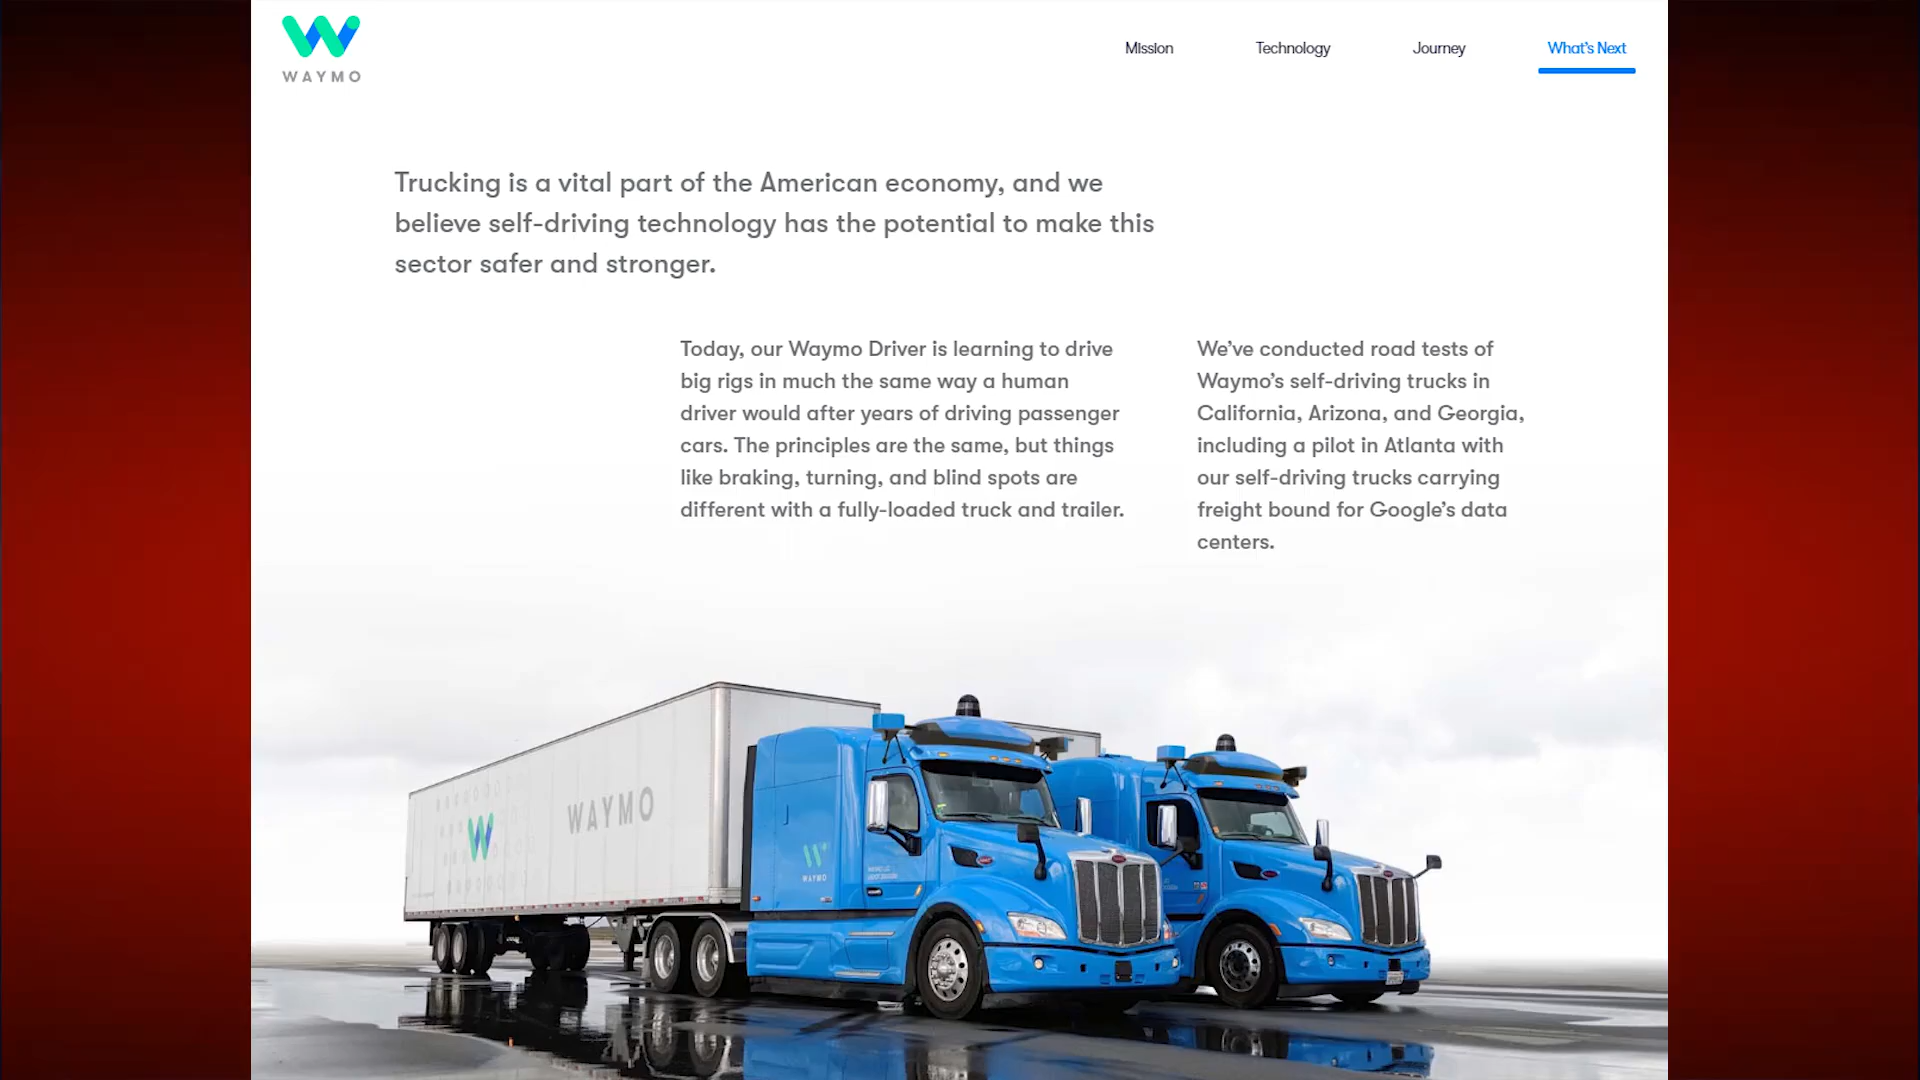 WAYMO
Mission
Technology
Journey
What's Next
Trucking is a vital part of the American economy, and we
believe self-driving technology has the potential to make this
sector safer and stronger.
Today, our Waymo Driver is learning to drive
big rigs in much the same way a human
driver would after years of driving passenger
cars. The principles are the same, but things
like braking, turning, and blind spots are
different with a fully-loaded truck and trailer.
We've conducted road tests of
Waymo's self-driving trucks in
California, Arizona, and Georgia,
including a pilot in Atlanta with
our self-driving trucks carrying
freight bound for Google's data
centers.
WAYMO
WAYMO